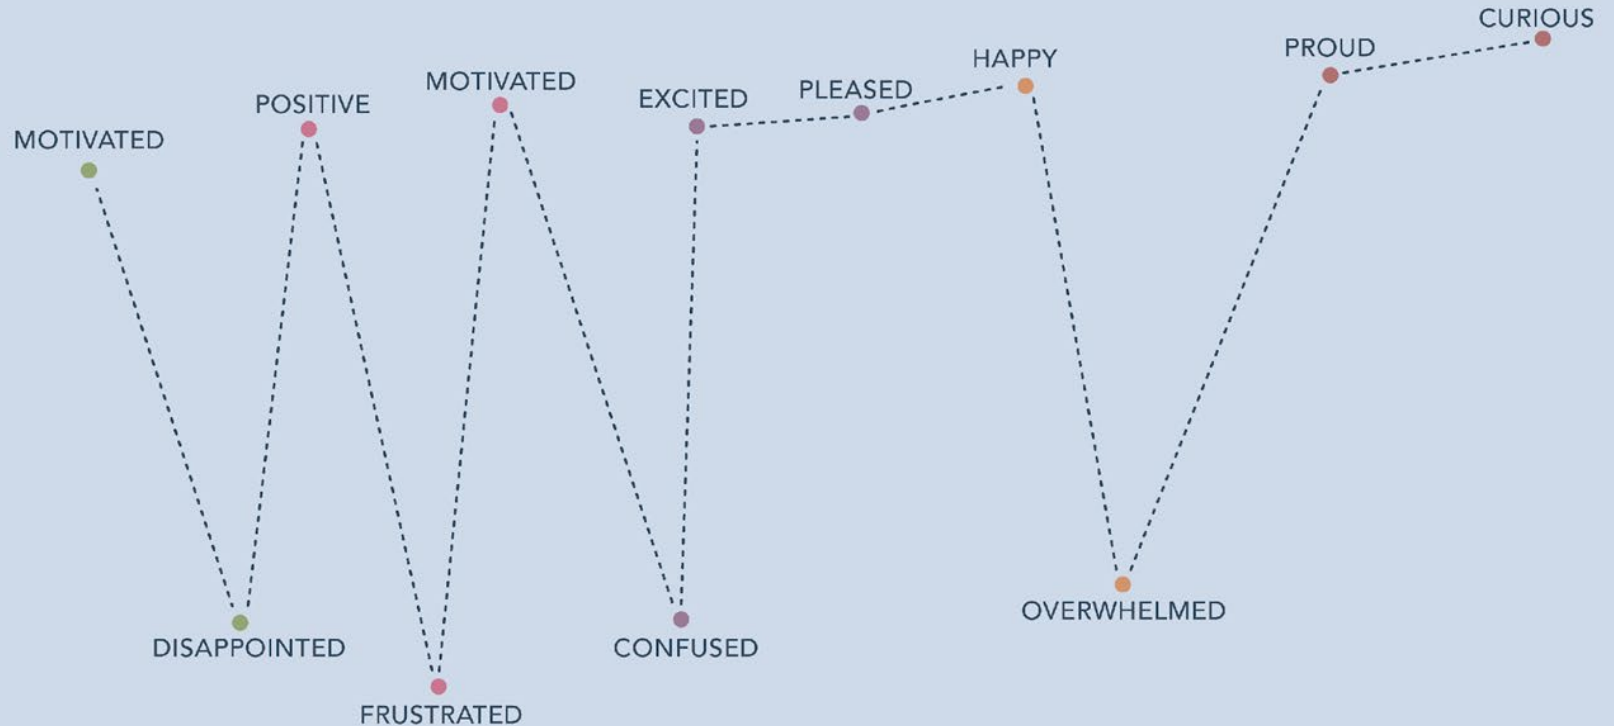 MOTIVATED
DISAPPOINTED
POSITIVE
FRUSTRATED
MOTIVATED
CONFUSED
EXCITED
PLEASED
HAPPY
OVERWHELMED
PROUD
CURIOUS